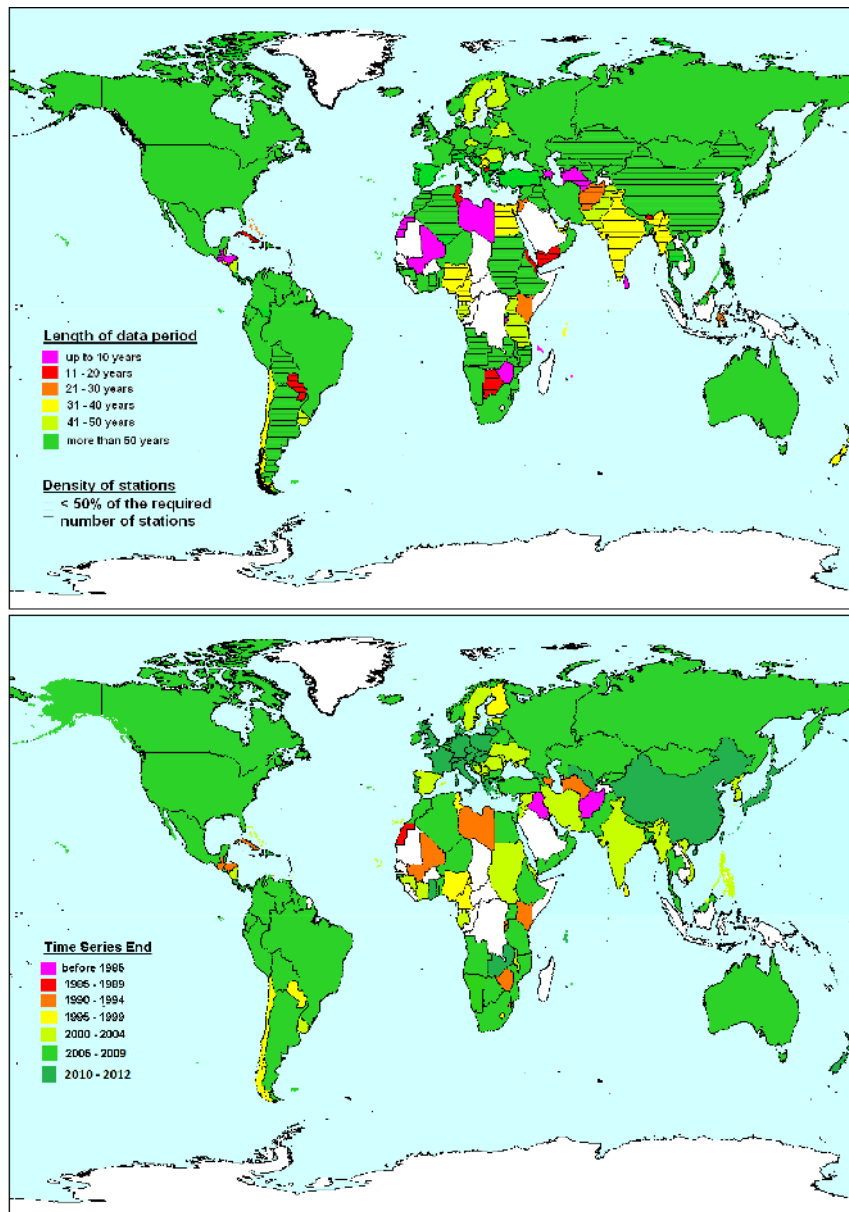 Length of data period
up to 10 years
11 - 20 years
21 - 30 years
31 - 40 years
41 - 50 years
more than 50 years
Density of stations
< 50% of the required
number of stations
Time Series End
before 1985
1985 - 1989
1990 - 1994
1995 - 1999
2000 - 2004
2005 - 2009
2010 - 2012